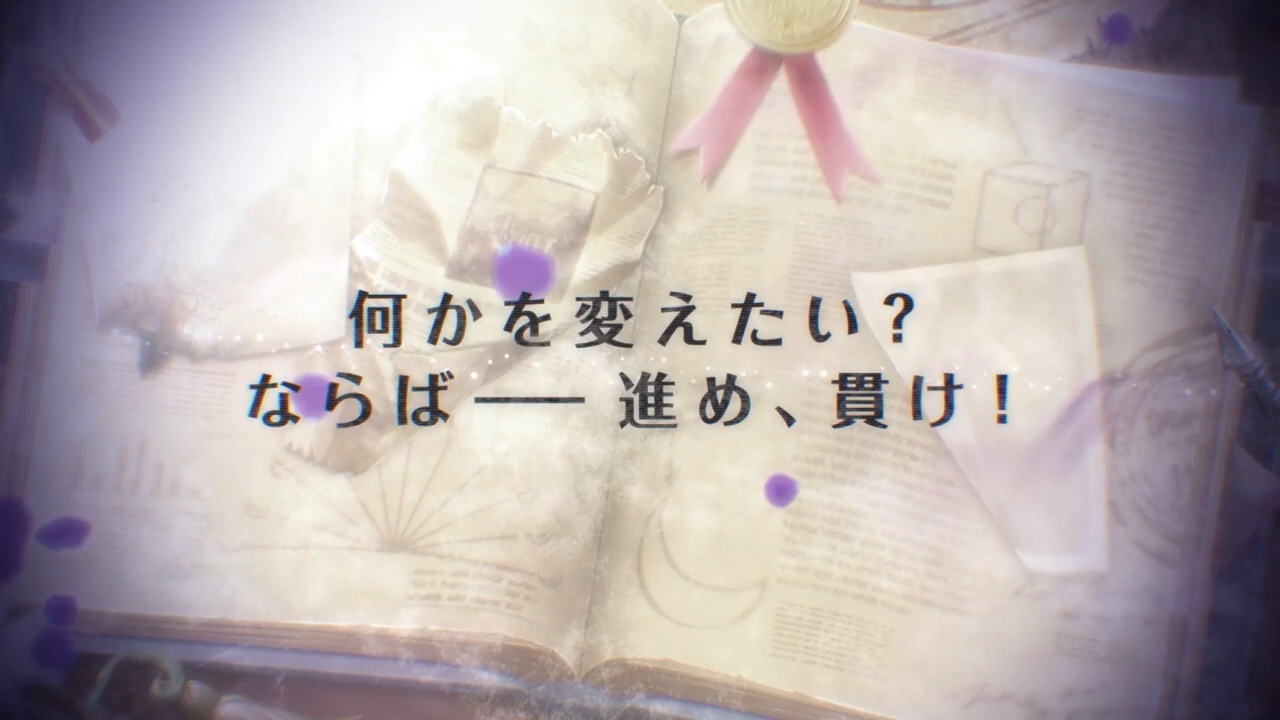 何かを変えたい？
ならば── 進め、貫け！